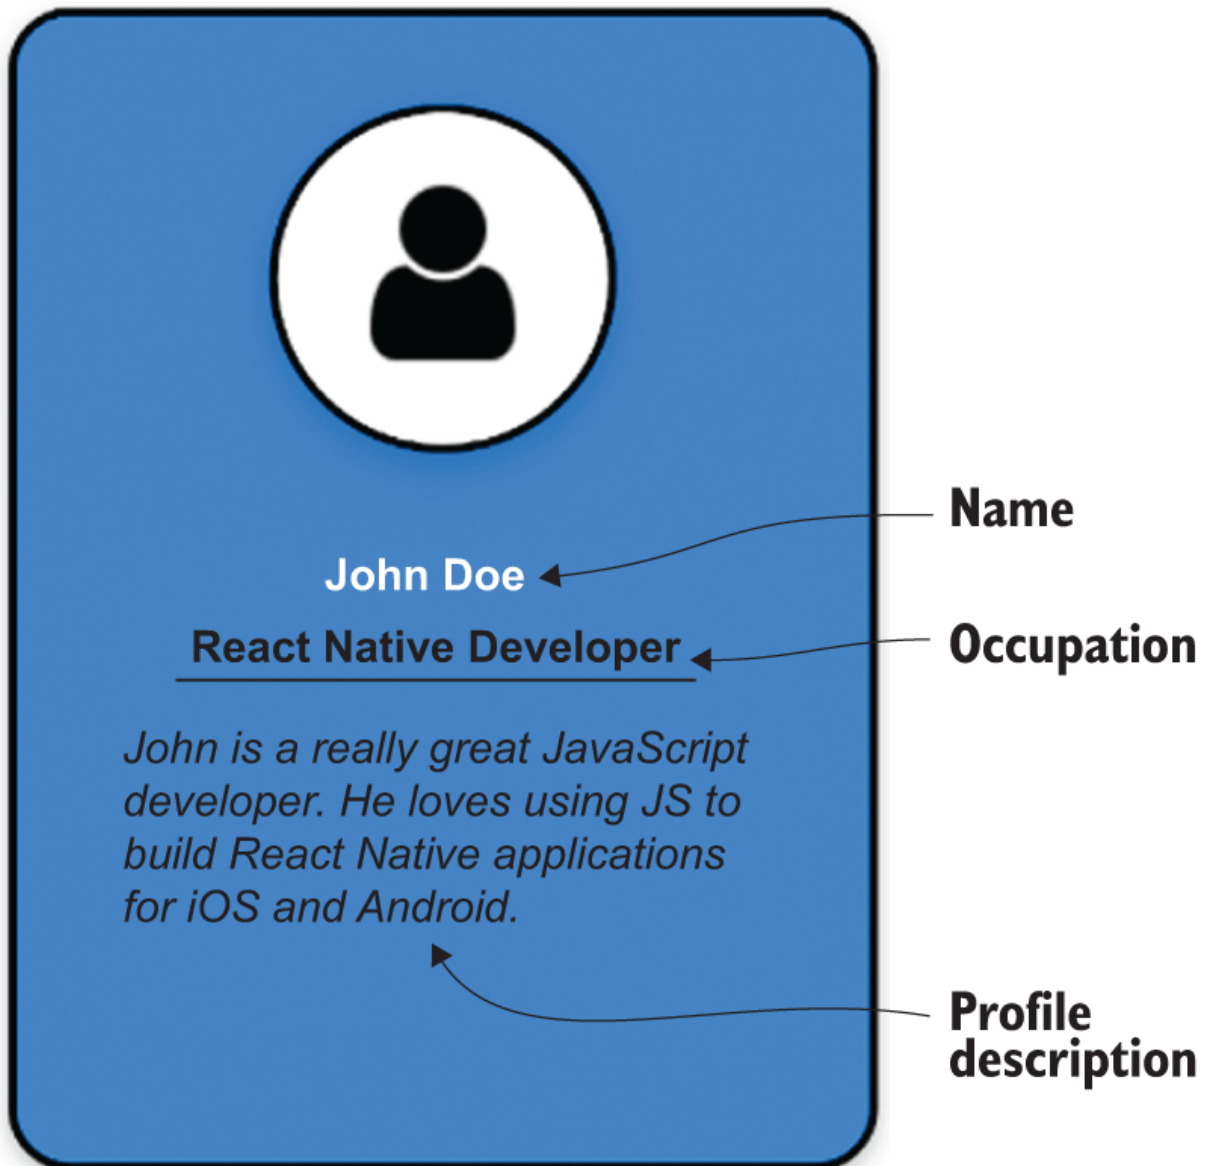 Name
John Doe
React Native Developer
Occupation
John is a really great JavaScript
developer. He loves using JS to
build React Native applications
for iOS and Android.
Profile
description